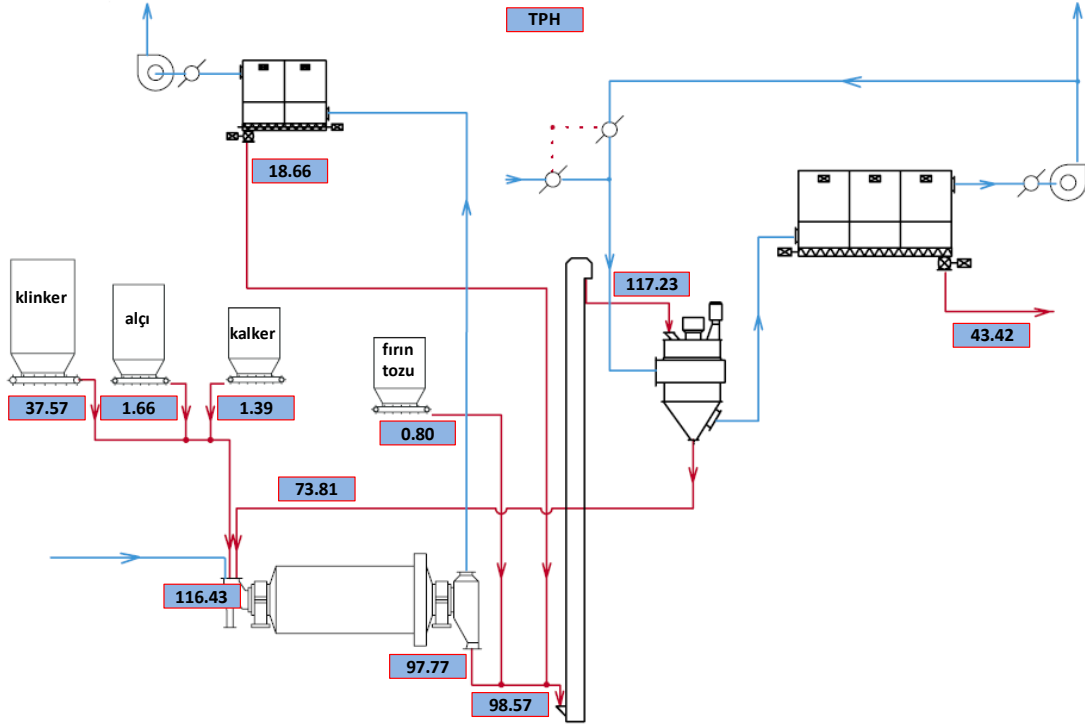 TPH
18.66
117.23
klinker
alçı
kalker
fırın
tozu
43.42
37.57
1.66
1.39
0.80
73.81
116.43
97.77
98.57